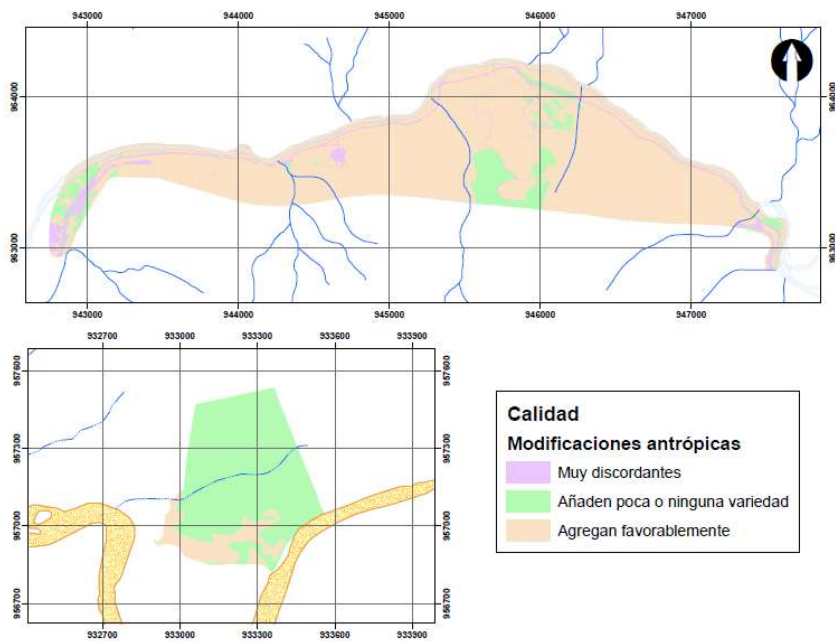 943000 944000 945000 946000 947000
964000 964000
963000 963000
943000 944000 945000 946000 947000
932700 933000 933300 933600 933900
957600 957600
957300 957300
957000 957000
956700 956700
932700 933000 933300 933600 933900
Calidad
Modificaciones antrópicas
Muy discordantes
Añaden poca o ninguna variedad
Agregan favorablemente